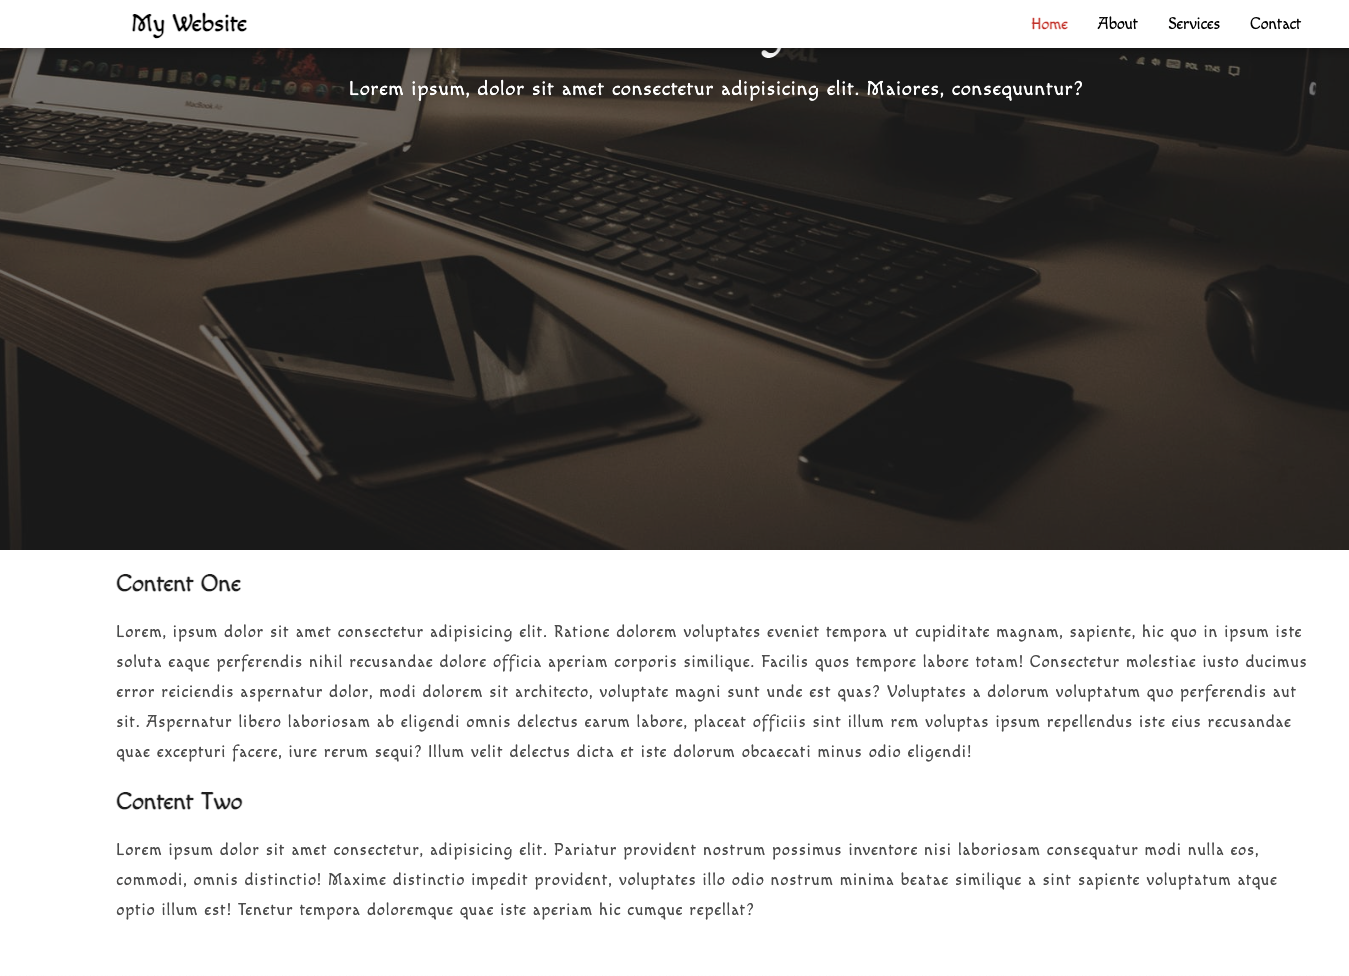 My Website
Home About Services Contact
Lorem ipsum, dolor sit amet consectetur adipisicing elit. Maiores, consequuntur?
MacBook Air
POL 17:45
Content One
Lorem, ipsum dolor sit amet consectetur adipisicing elit. Ratione dolorem voluptates eveniet tempora ut cupiditate magnam, sapiente, hic quo in ipsum iste
soluta eaque perferendis nihil recusandae dolore officia aperiam corporis similique. Facilis quos tempore labore totam! Consectetur molestiae iusto ducimus
error reiciendis aspernatur dolor, modi dolorem sit architecto, voluptate magni sunt unde est quas? Voluptates a dolorum voluptatum quo perferendis aut
sit. Aspernatur libero laboriosam ab eligendi omnis delectus earum labore, placeat officiis sint illum rem voluptas ipsum repellendus iste eius recusandae
quae excepturi facere, iure rerum sequi? Illum velit delectus dicta et iste dolorum obcaecati minus odio eligendi!
Content Two
Lorem ipsum dolor sit amet consectetur, adipisicing elit. Pariatur provident nostrum possimus inventore nisi laboriosam consequatur modi nulla eos,
commodi, omnis distinctio! Maxime distinctio impedit provident, voluptates illo odio nostrum minima beatae similique a sint sapiente voluptatum atque
optio illum est! Tenetur tempora doloremque quae iste aperiam hic cumque repellat?